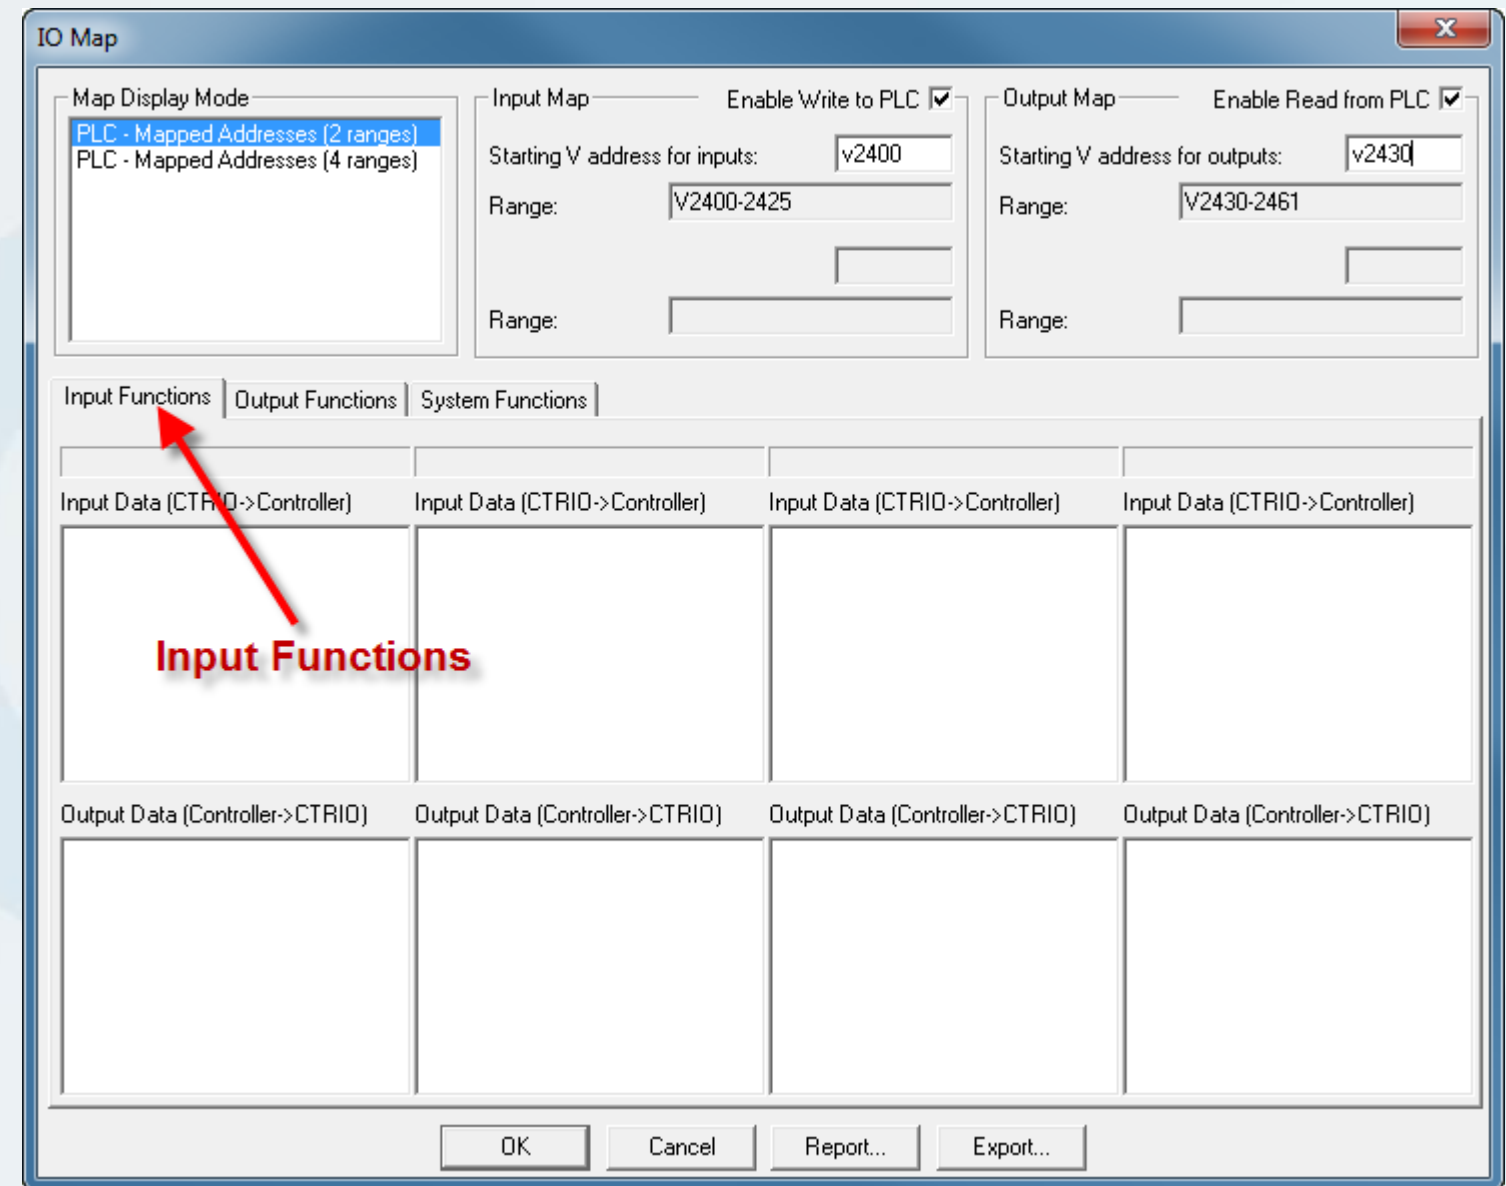 IO Map
x
Map Display Mode
PLC - Mapped Addresses (2 ranges)
PLC - Mapped Addresses (4 ranges)
Input Map
Enable Write to PLC
Starting V address for inputs:
v2400
Range:
V2400-2425
Range:
Output Map
Enable Read from PLC
Starting V address for outputs:
v2430
Range:
V2430-2461
Range:
Input Functions
Output Functions
System Functions
Input Data (CTRIO->Controller)
Input Data (CTRIO->Controller)
Input Data (CTRIO->Controller)
Input Data (CTRIO->Controller)
Input Functions
Output Data (Controller->CTRIO)
Output Data (Controller->CTRIO)
Output Data (Controller->CTRIO)
Output Data (Controller->CTRIO)
OK
Cancel
Report...
Export...